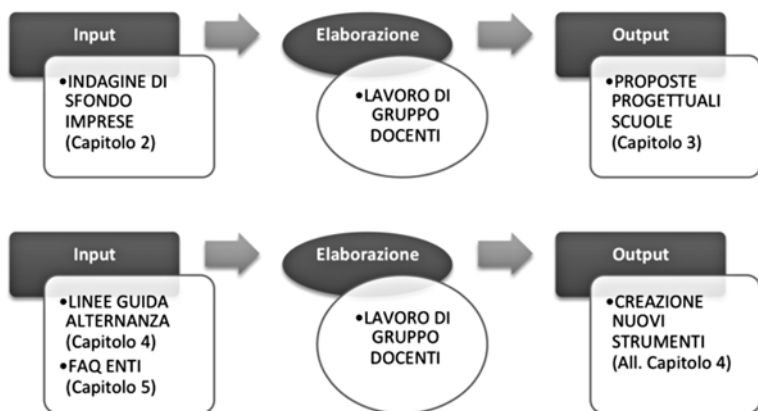 Input
•INDAGINE DI
SFONDO
IMPRESE
(Capitolo 2)
Elaborazione
•LAVORO DI
GRUPPO
DOCENTI
Output
•PROPOSTE
PROGETTUALI
SCUOLE
(Capitolo 3)
Input
•LINEE GUIDA
ALTERNANZA
(Capitolo 4)
•FAQ ENTI
(Capitolo 5)
Elaborazione
•LAVORO DI
GRUPPO
DOCENTI
Output
•CREAZIONE
NUOVI
STRUMENTI
(All. Capitolo 4)